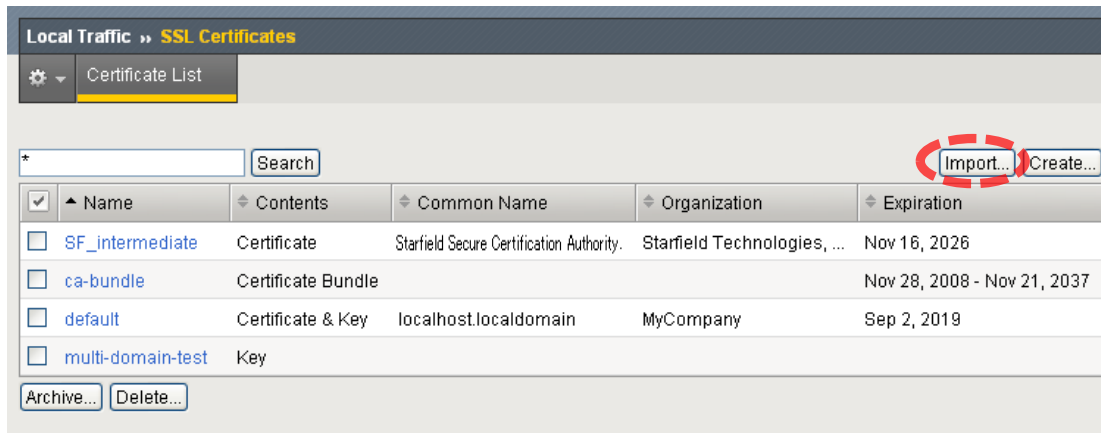 Local Traffic » SSL Certificates
Certificate List
*
Search
Import... Create...
Name Contents Common Name Organization Expiration
SF_intermediate Certificate Starfield Secure Certification Authority. Starfield Technologies, ... Nov 16, 2026
ca-bundle Certificate Bundle Nov 28, 2008 - Nov 21, 2037
default Certificate & Key localhost.localdomain MyCompany Sep 2, 2019
multi-domain-test Key
Archive... Delete...